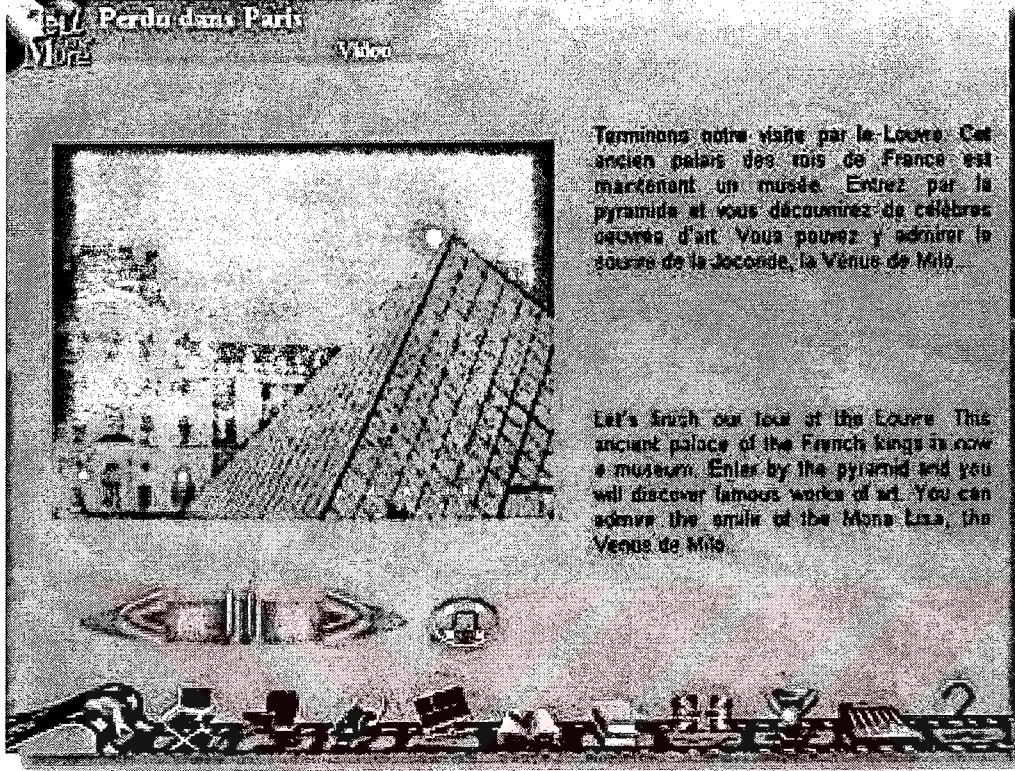 Tell
More
Perdu dans Paris
Video
Terminons notre visite par le Louvre. Cet
ancien palais des rois de France est
maintenant un musée. Entrez par la
pyramide et vous découvrirez de célèbres
oeuvres d'art. Vous pouvez y admirer le
sourire de la Joconde, la Vénus de Milo...
Let's finish our tour at the Louvre. This
ancient palace of the French kings is now
a museum. Enter by the pyramid and you
will discover famous works of art. You can
admire the smile of the Mona Lisa, the
Venus de Milo...